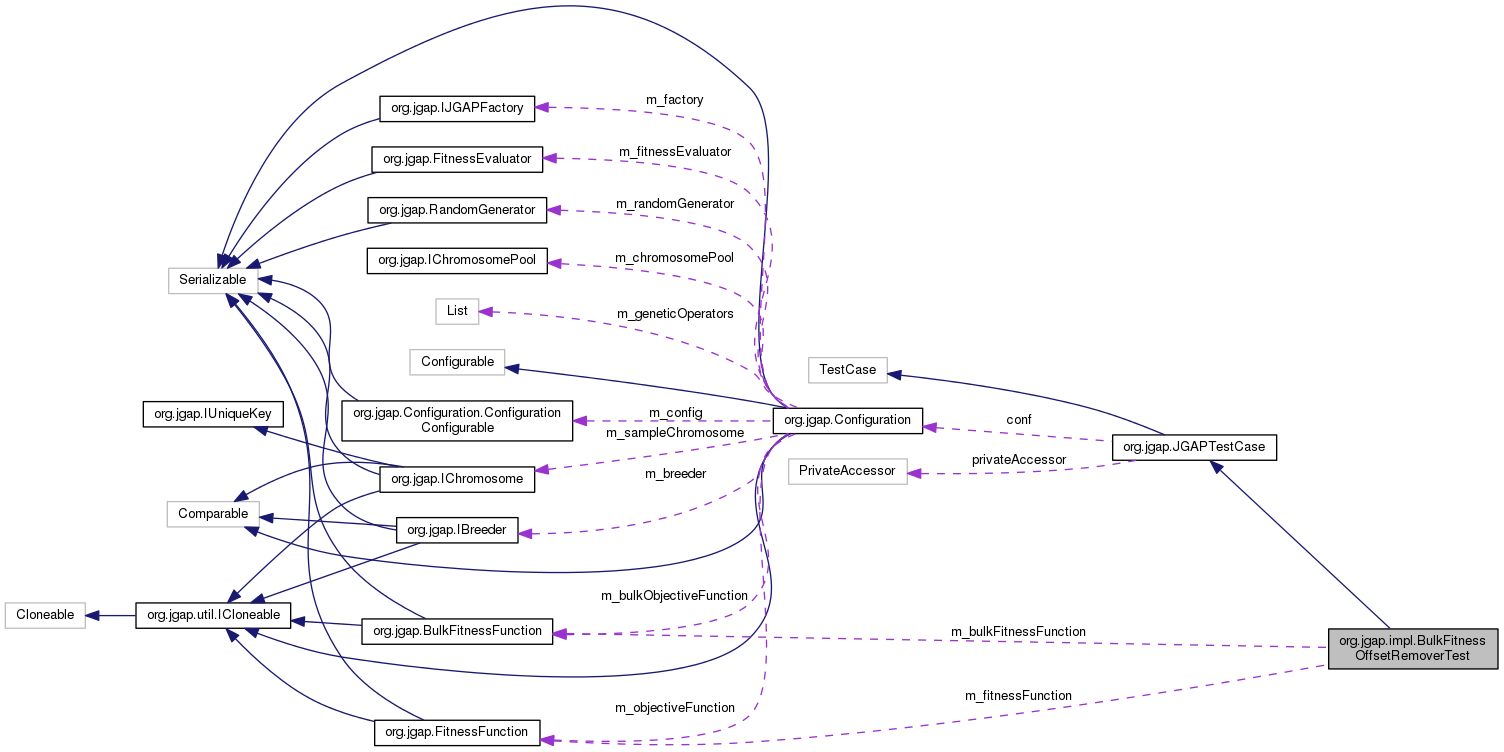 m_factory
org.jgap.IJGAPFactory
m_fitnessEvaluator
org.jgap.FitnessEvaluator
m_randomGenerator
org.jgap.RandomGenerator
m_chromosomePool
org.jgap.IChromosomePool
Serializable
List
m_geneticOperators
Configurable
TestCase
org.jgap.IUniqueKey
org.jgap.Configuration.Configuration
Configurable
m_config
org.jgap.Configuration
conf
m_sampleChromosome
org.jgap.JGAPTestCase
privateAccessor
PrivateAccessor
org.jgap.IChromosome
m_breeder
Comparable
org.jgap.IBreeder
m_bulkObjectiveFunction
Cloneable
org.jgap.util.ICloneable
org.jgap.BulkFitnessFunction
m_bulkFitnessFunction
org.jgap.impl.BulkFitness
OffsetRemoverTest
m_fitnessFunction
m_objectiveFunction
org.jgap.FitnessFunction